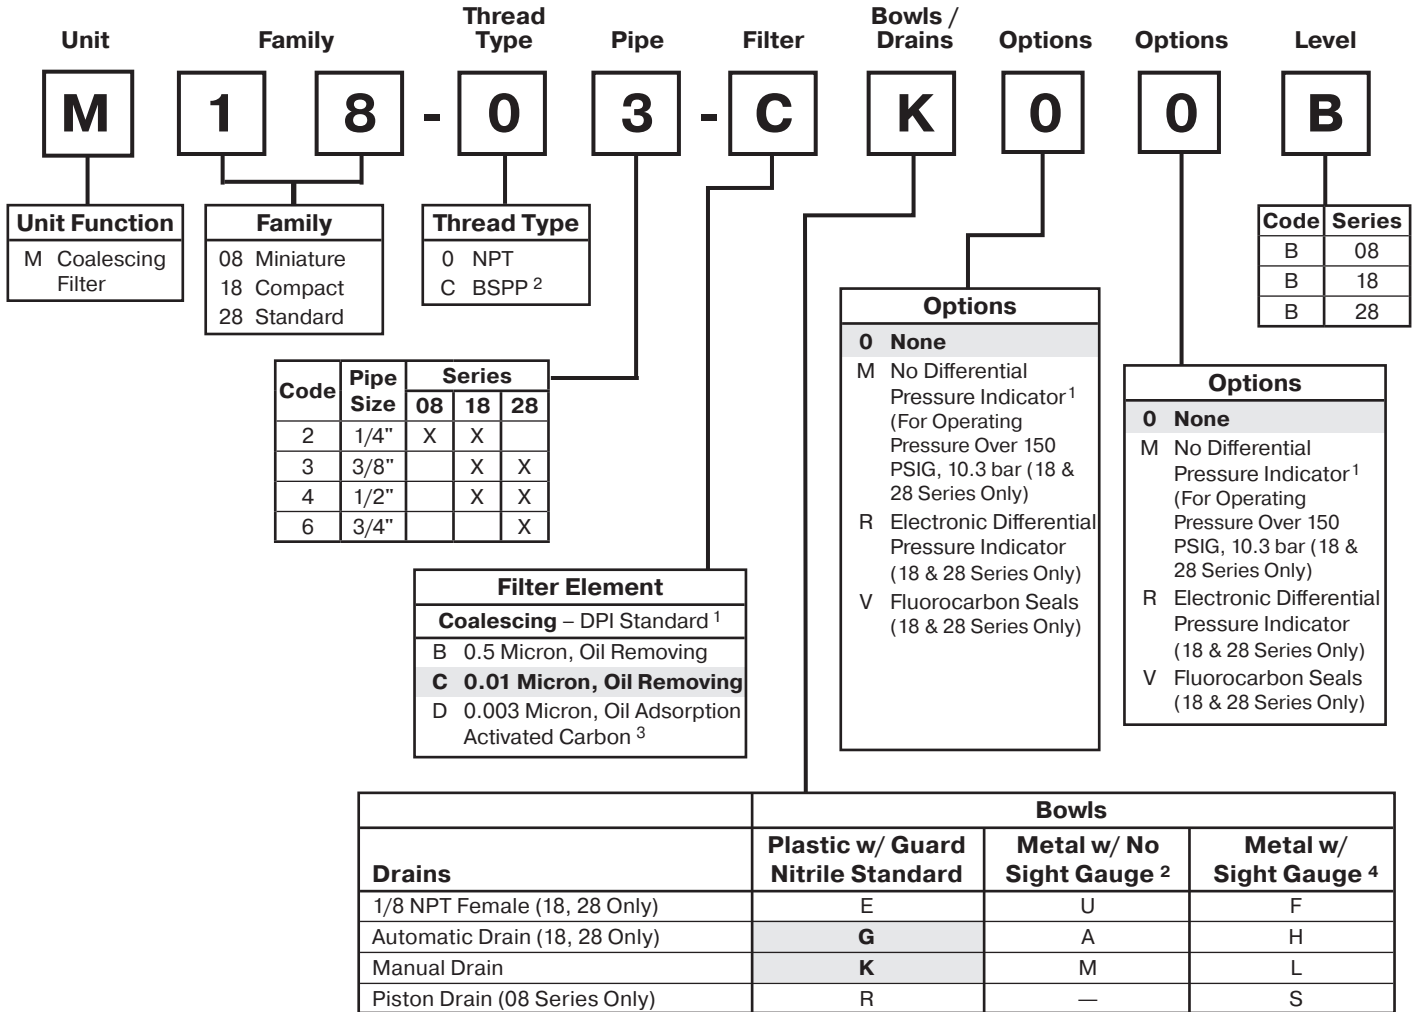 Unit Family Thread Type Pipe Filter Bowls / Drains Options Options Level
M 1 8 - 0 3 - C K 0 0 B
Unit Function
M Coalescing
Filter
Family
08 Miniature
18 Compact
28 Standard
Thread Type
0 NPT
C BSPP 2
Code Series
B 08
B 18
B 28
Code Pipe Size Series
08 18 28
2 1/4" X X
3 3/8" X X
4 1/2" X X
6 3/4" X
Options
0 None
M No Differential
Pressure Indicator 1
(For Operating
Pressure Over 150
PSIG, 10.3 bar (18 &
28 Series Only)
R Electronic Differential
Pressure Indicator
(18 & 28 Series Only)
V Fluorocarbon Seals
(18 & 28 Series Only)
Options
0 None
M No Differential
Pressure Indicator 1
(For Operating
Pressure Over 150
PSIG, 10.3 bar (18 &
28 Series Only)
R Electronic Differential
Pressure Indicator
(18 & 28 Series Only)
V Fluorocarbon Seals
(18 & 28 Series Only)
Filter Element
Coalescing – DPI Standard 1
B 0.5 Micron, Oil Removing
C 0.01 Micron, Oil Removing
D 0.003 Micron, Oil Adsorption
Activated Carbon 3
Bowls
Drains Plastic w/ Guard Nitrile Standard Metal w/ No Sight Gauge 2 Metal w/ Sight Gauge 4
1/8 NPT Female (18, 28 Only) E U F
Automatic Drain (18, 28 Only) G A H
Manual Drain K M L
Piston Drain (08 Series Only) R — S